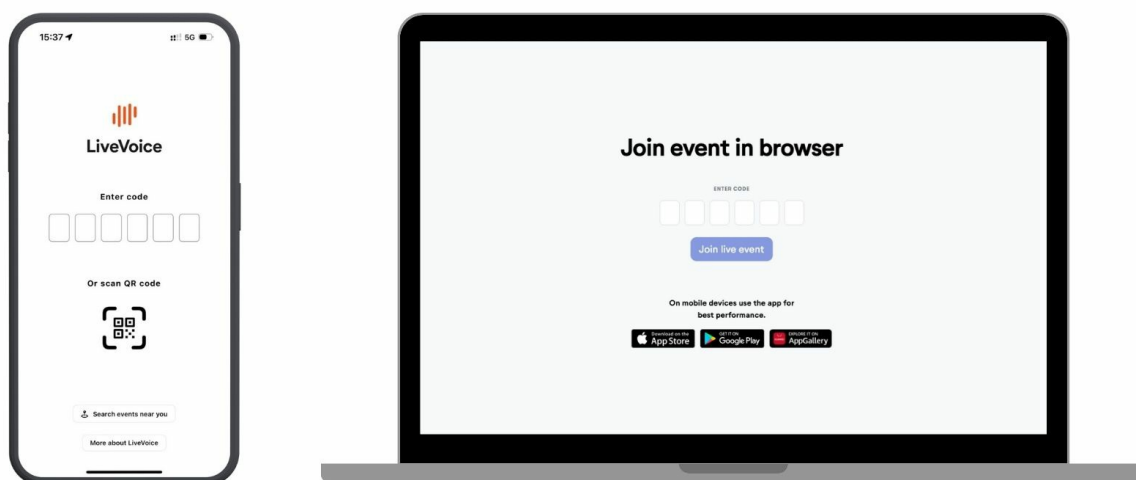 15:37
5G
LiveVoice
Enter code
Or scan QR code
Search events near you
More about LiveVoice
Join event in browser
ENTER CODE
Join live event
On mobile devices use the app for
best performance.
Download on the
App Store
GET IT ON
Google Play
EXPLORE IT ON
AppGallery